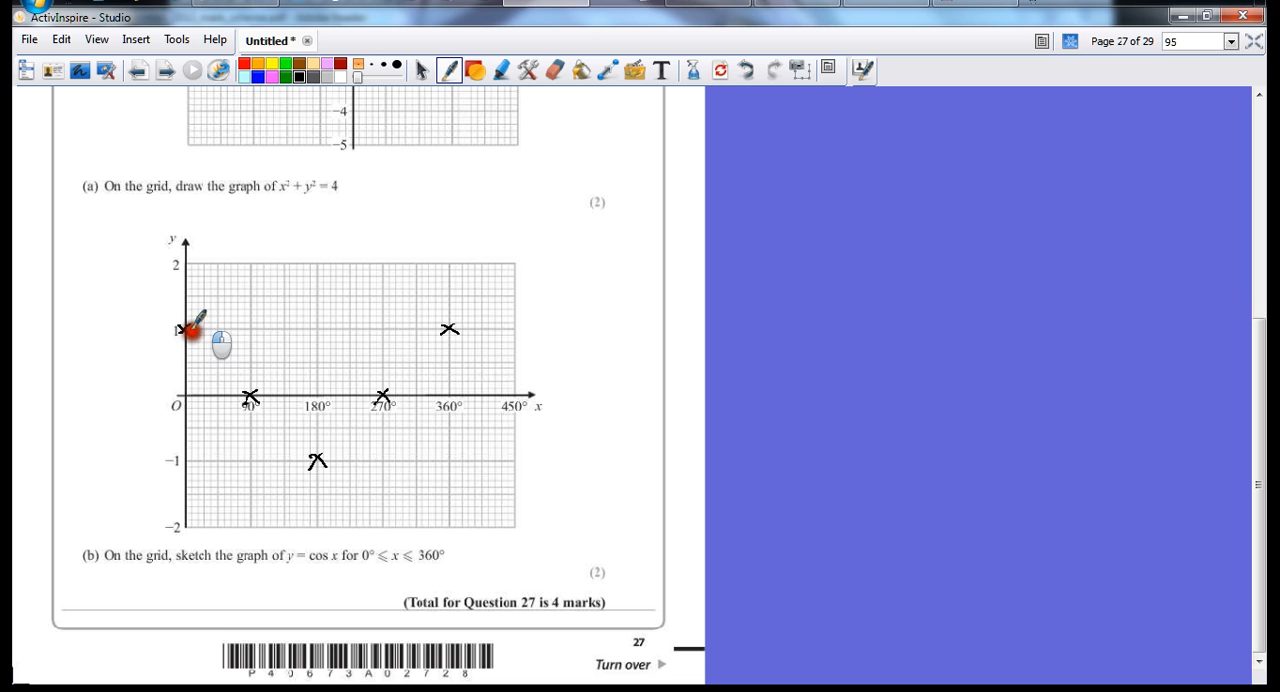 ActivInspire - Studio
File Edit View Insert Tools Help Untitled * Page 27 of 29 95
T
−4
−5
(a) On the grid, draw the graph of x² + y² = 4
(2)
y
2
1
O 90° 180° 270° 360° 450° x
−1
−2
(b) On the grid, sketch the graph of y = cos x for 0° ⩽ x ⩽ 360°
(2)
(Total for Question 27 is 4 marks)
27
Turn over
P 4 0 6 7 3 A 0 2 7 2 8